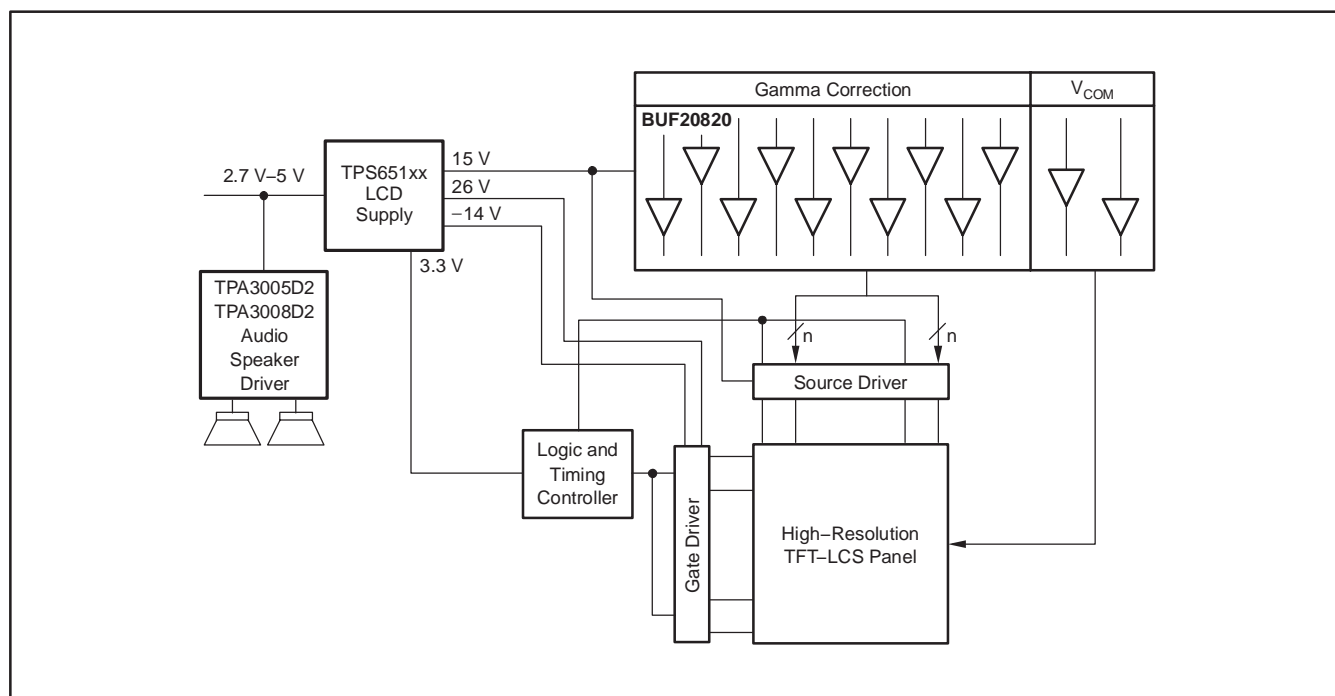 Gamma Correction
V_COM
BUF20820
2.7 V–5 V
TPS651xx
LCD
Supply
15 V
26 V
–14 V
3.3 V
TPA3005D2
TPA3008D2
Audio
Speaker
Driver
n
n
Source Driver
Logic and
Timing
Controller
Gate Driver
High–Resolution
TFT–LCS Panel